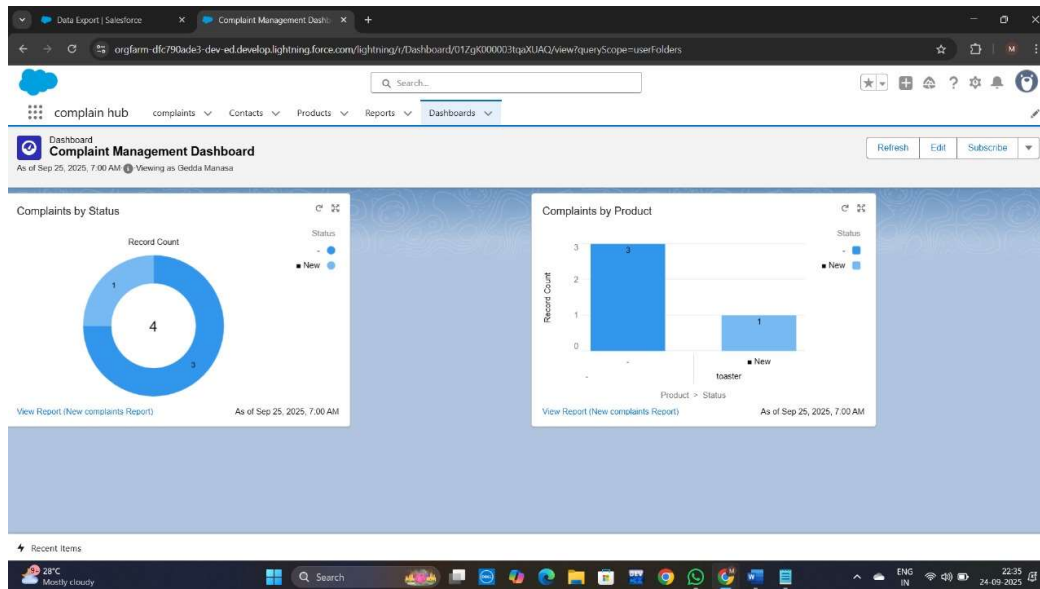 Data Export | Salesforce
Complaint Management Dashb
orgfarm-dfc790ade3-dev-ed.develop.lightning.force.com/lightning/r/Dashboard/01ZgK000003tqaXUAQ/view?queryScope=userFolders
M
Search...
complain hub
complaints
Contacts
Products
Reports
Dashboards
Dashboard
Complaint Management Dashboard
As of Sep 25, 2025, 7:00 AM Viewing as Gedda Manasa
Refresh
Edit
Subscribe
Complaints by Status
Record Count
Status
-
■ New
1
4
3
View Report (New complaints Report)
As of Sep 25, 2025, 7:00 AM
Complaints by Product
Status
-
■ New
Record Count
3
2
1
0
3
1
-
■ New
-
toaster
Product > Status
View Report (New complaints Report)
As of Sep 25, 2025, 7:00 AM
Recent Items
28°C
Mostly cloudy
Search
ENG
IN
22:35
24-09-2025